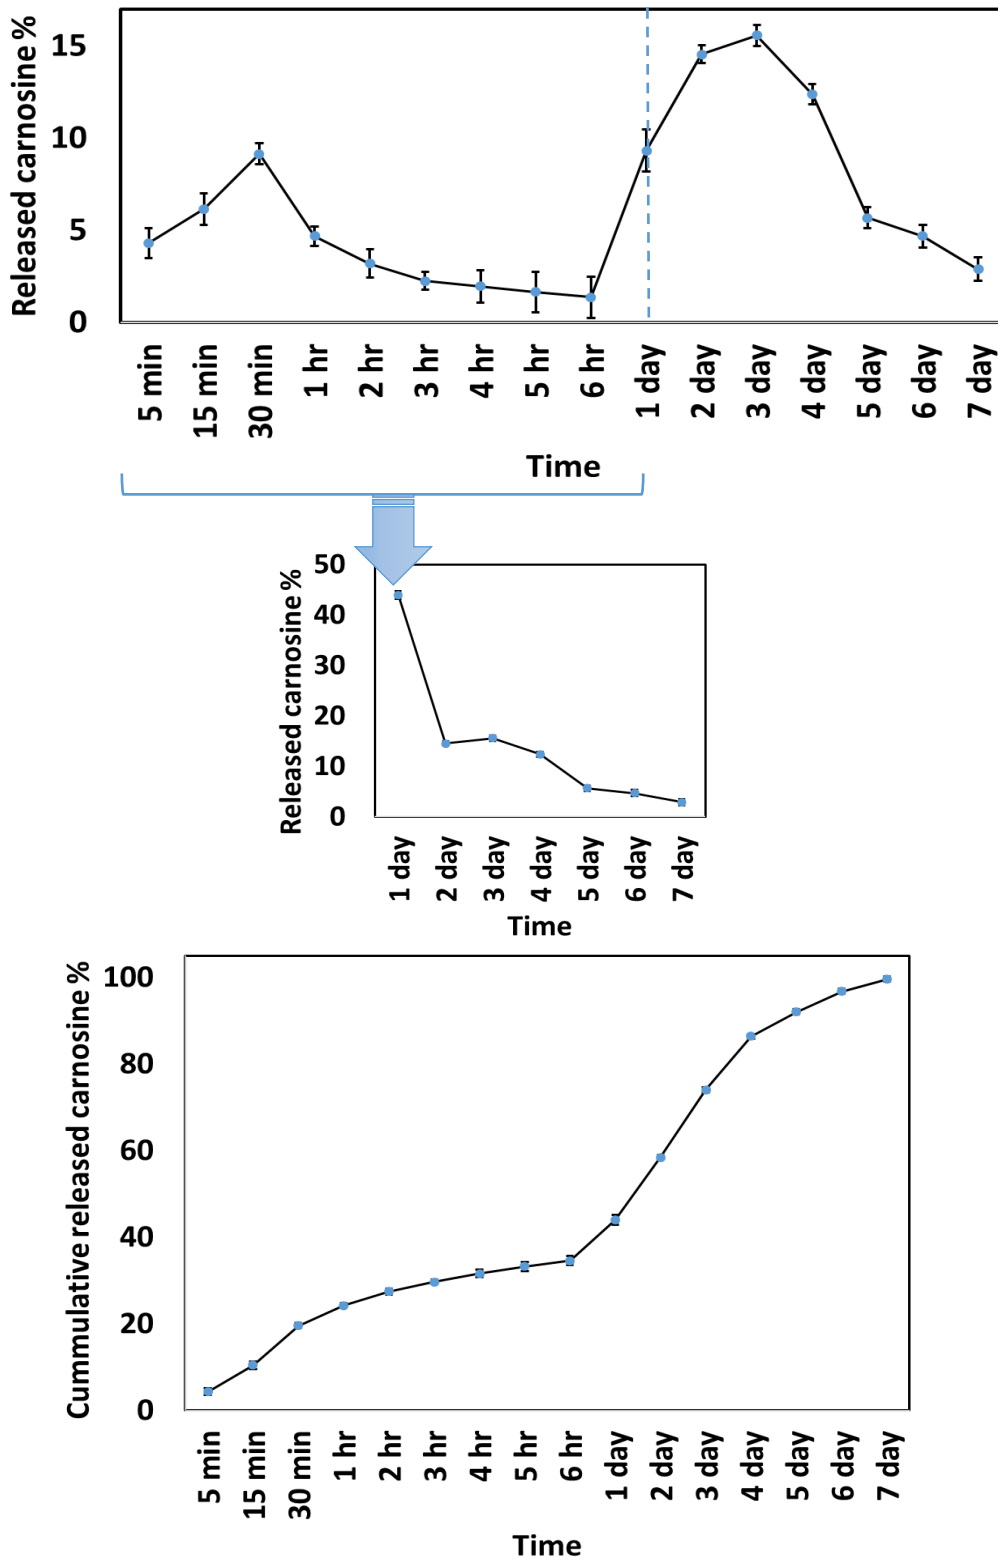 Released carnosine %
15
10
5
0
5 min
15 min
30 min
1 hr
2 hr
3 hr
4 hr
5 hr
6 hr
1 day
2 day
3 day
4 day
5 day
6 day
7 day
Time
Released carnosine %
50
40
30
20
10
0
1 day
2 day
3 day
4 day
5 day
6 day
7 day
Time
Cummulative released carnosine %
100
80
60
40
20
0
5 min
15 min
30 min
1 hr
2 hr
3 hr
4 hr
5 hr
6 hr
1 day
2 day
3 day
4 day
5 day
6 day
7 day
Time